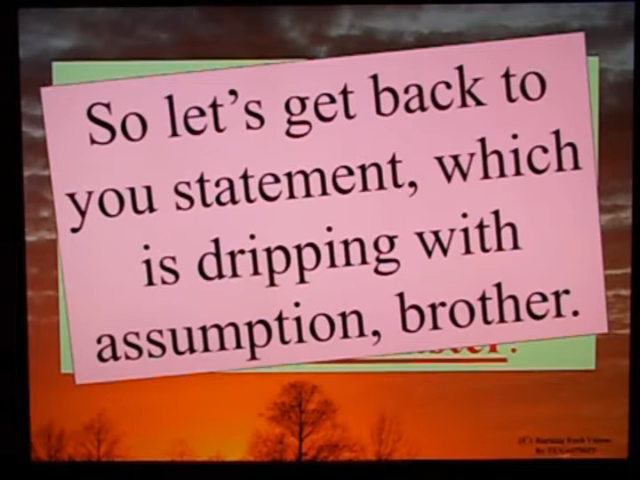 So let's get back to
you statement, which
is dripping with
assumption, brother.